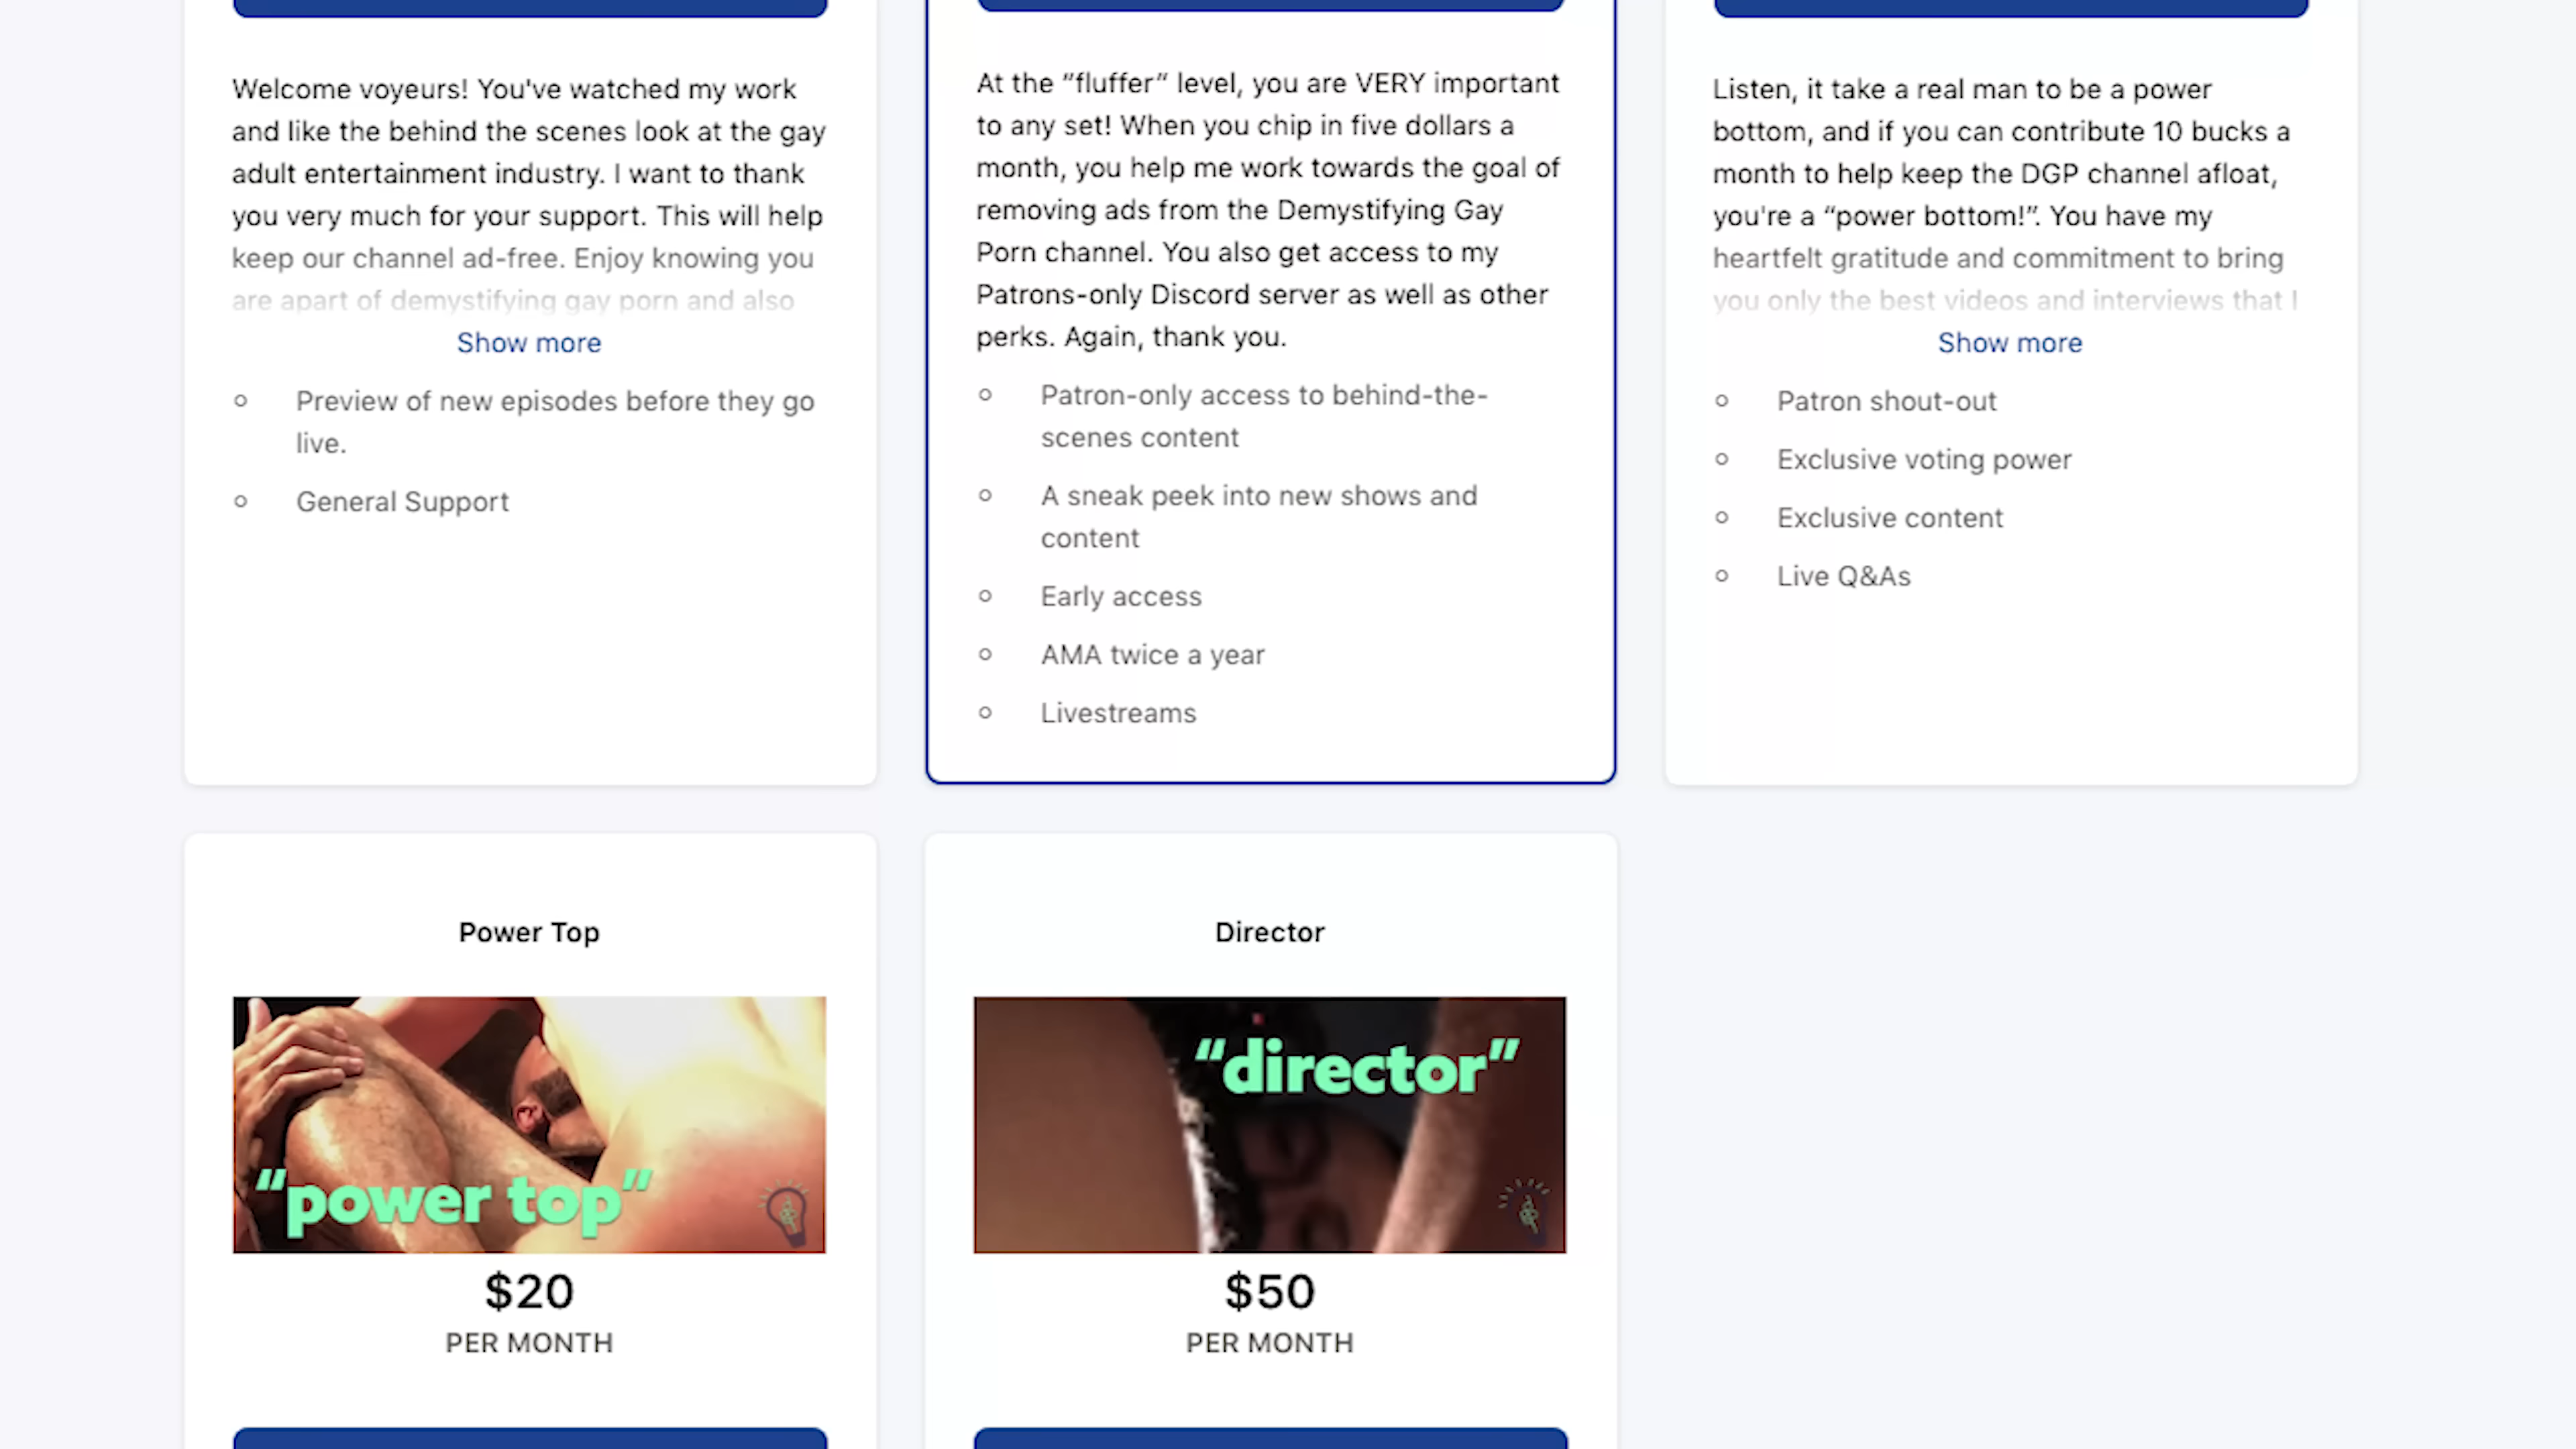 Welcome voyeurs! You've watched my work
and like the behind the scenes look at the gay
adult entertainment industry. I want to thank
you very much for your support. This will help
keep our channel ad-free. Enjoy knowing you
are apart of demystifying gay porn and also
Show more
Preview of new episodes before they go
live.
General Support
At the “fluffer” level, you are VERY important
to any set! When you chip in five dollars a
month, you help me work towards the goal of
removing ads from the Demystifying Gay
Porn channel. You also get access to my
Patrons-only Discord server as well as other
perks. Again, thank you.
Patron-only access to behind-the-
scenes content
A sneak peek into new shows and
content
Early access
AMA twice a year
Livestreams
Listen, it take a real man to be a power
bottom, and if you can contribute 10 bucks a
month to help keep the DGP channel afloat,
you're a “power bottom!”. You have my
heartfelt gratitude and commitment to bring
you only the best videos and interviews that I
Show more
Patron shout-out
Exclusive voting power
Exclusive content
Live Q&As
Power Top
“power top”
$20
PER MONTH
Director
“director”
$50
PER MONTH